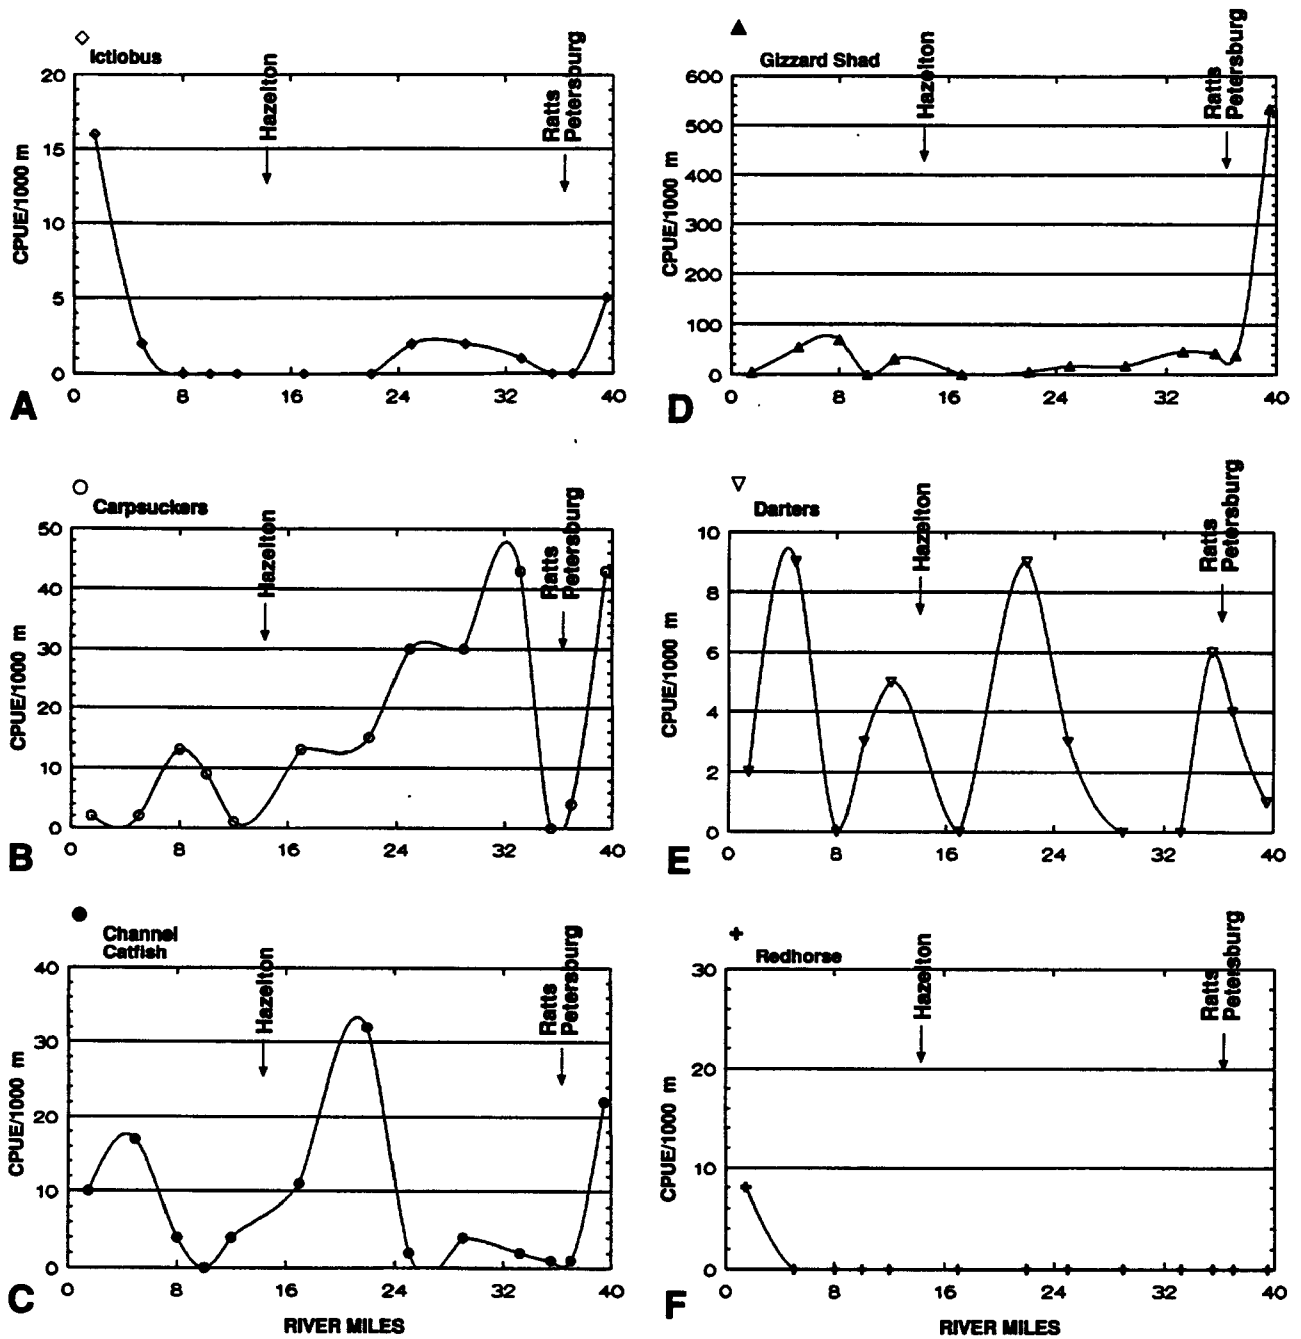 Ictiobus
Hazelton
Ratts
Petersburg
CPUE/1000 m
20
15
10
5
0
0 8 16 24 32 40
A
Carpsuckers
Hazelton
Ratts
Petersburg
CPUE/1000 m
50
40
30
20
10
0
0 8 16 24 32 40
B
Channel
Catfish
Hazelton
Ratts
Petersburg
CPUE/1000 m
40
30
20
10
0
0 8 16 24 32 40
C
RIVER MILES
Gizzard Shad
Hazelton
Ratts
Petersburg
CPUE/1000 m
600
500
400
300
200
100
0
0 8 16 24 32 40
D
Darters
Hazelton
Ratts
Petersburg
CPUE/1000 m
10
8
6
4
2
0
0 8 16 24 32 40
E
Redhorse
Hazelton
Ratts
Petersburg
CPUE/1000 m
30
20
10
0
0 8 16 24 32 40
F
RIVER MILES